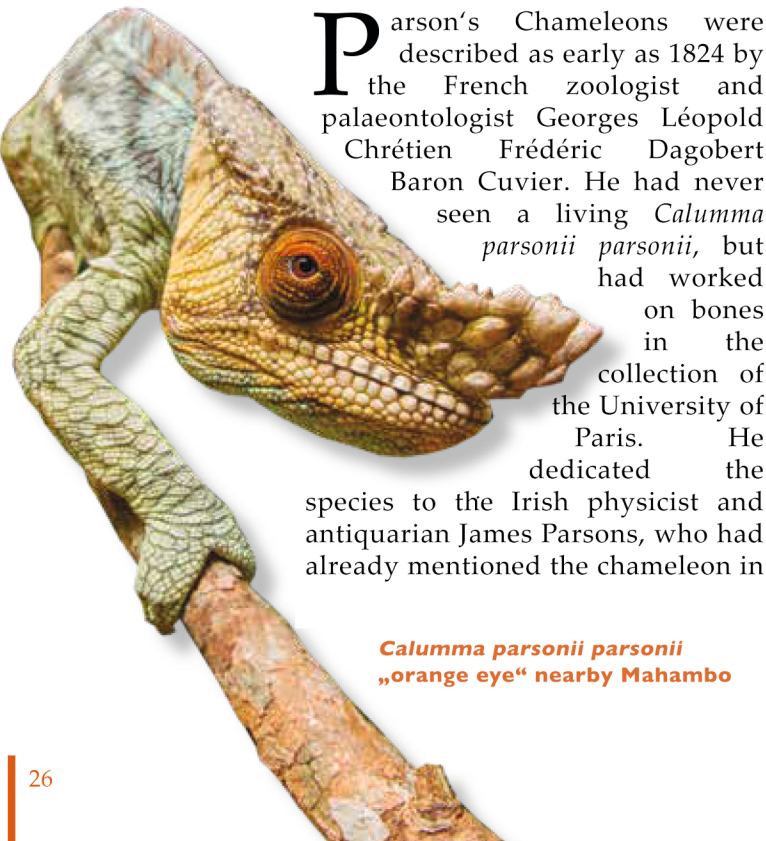 Parson‘s Chameleons were
described as early as 1824 by
the French zoologist and
palaeontologist Georges Léopold
Chrétien Frédéric Dagobert
Baron Cuvier. He had never
seen a living Calumma
parsonii parsonii, but
had worked
on bones
in the
collection of
the University of
Paris. He
dedicated the
species to the Irish physicist and
antiquarian James Parsons, who had
already mentioned the chameleon in
Calumma parsonii parsonii
„orange eye“ nearby Mahambo
26